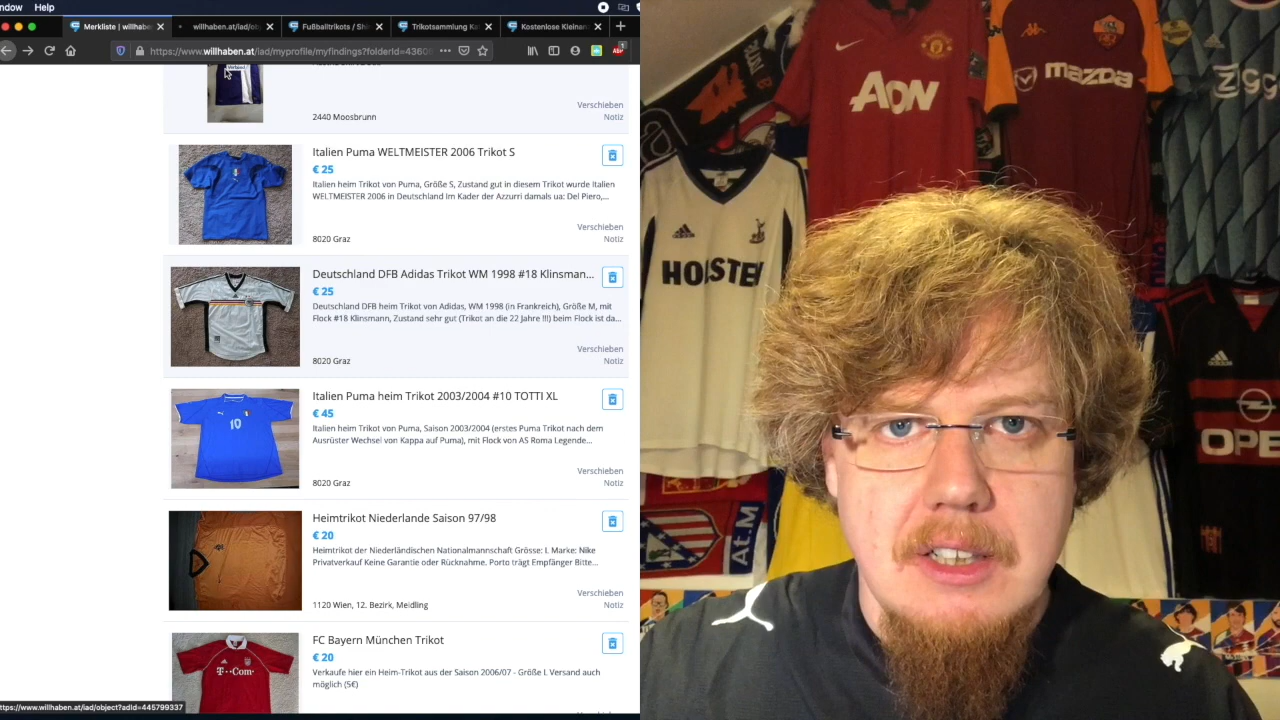 ndow Help
Merkliste | willhaben
willhaben.at/iad/ob
Fußballtrikots / Shi
Trikotsammlung Ka
Kostenlose Kleinan
https://www.willhaben.at/iad/myprofile/myfindings?folderId=4360
2440 Moosbrunn
Verschieben
Notiz
Italien Puma WELTMEISTER 2006 Trikot S
€ 25
Italien heim Trikot von Puma, Größe S, Zustand gut in diesem Trikot wurde Italien
WELTMEISTER 2006 in Deutschland Im Kader der Azzurri damals ua: Del Piero,...
Verschieben
8020 Graz
Notiz
Deutschland DFB Adidas Trikot WM 1998 #18 Klinsman...
€ 25
Deutschland DFB heim Trikot von Adidas, WM 1998 (in Frankreich), Größe M, mit
Flock #18 Klinsmann, Zustand sehr gut (Trikot an die 22 Jahre !!!) beim Flock ist da...
Verschieben
8020 Graz
Notiz
Italien Puma heim Trikot 2003/2004 #10 TOTTI XL
€ 45
Italien heim Trikot von Puma, Saison 2003/2004 (erstes Puma Trikot nach dem
Ausrüster Wechsel von Kappa auf Puma), mit Flock von AS Roma Legende...
Verschieben
8020 Graz
Notiz
10
Heimtrikot Niederlande Saison 97/98
€ 20
Heimtrikot der Niederländischen Nationalmannschaft Grösse: L Marke: Nike
Privatverkauf Keine Garantie oder Rücknahme. Porto trägt Empfänger Bitte...
Verschieben
1120 Wien, 12. Bezirk, Meidling
Notiz
FC Bayern München Trikot
€ 20
Verkaufe hier ein Heim-Trikot aus der Saison 2006/07 - Größe L Versand auch
möglich (5€)
T··Com·
ttps://www.willhaben.at/iad/object?adId=445799337
AON
mazda
HOLSTE
OPE
At.M